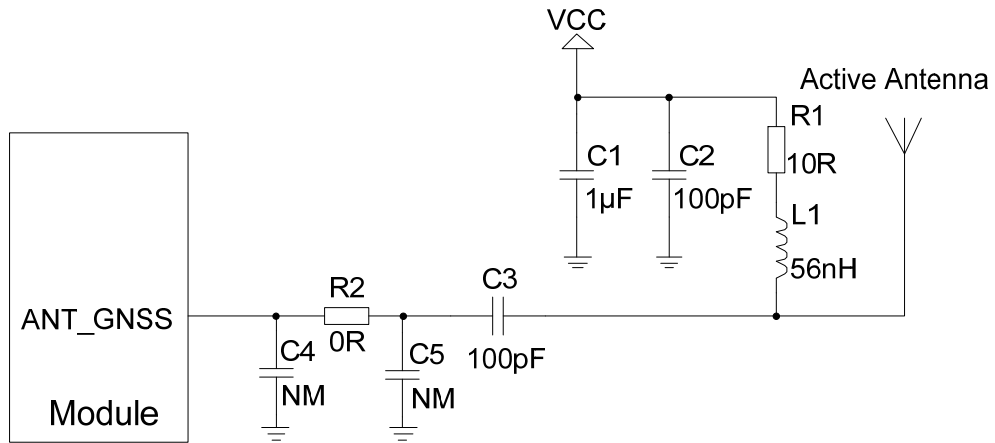 VCC
Active Antenna
R1
10R
C1
1µF
C2
100pF
L1
56nH
C3
100pF
R2
0R
ANT_GNSS
C4
NM
C5
NM
Module